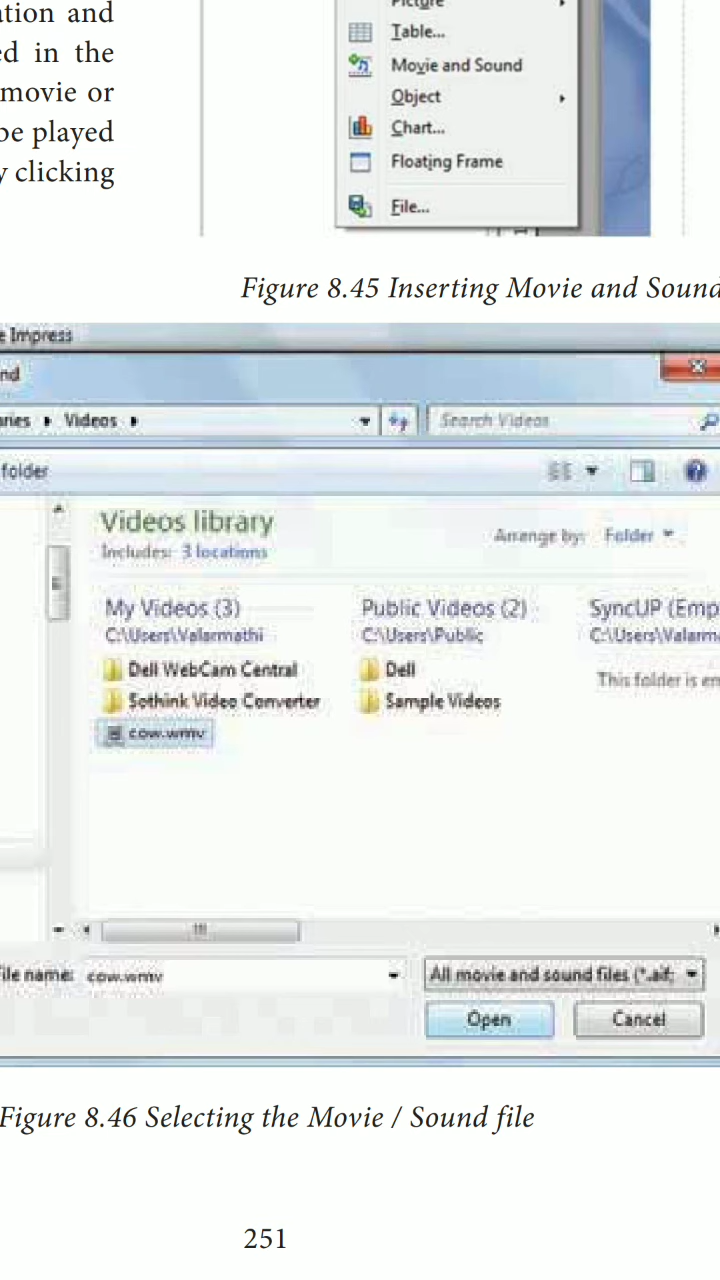 ation and
ed in the
movie or
be played
y clicking
Picture
Table...
Movie and Sound
Object
Chart...
Floating Frame
File...
Figure 8.45 Inserting Movie and Sound
e Impress
nd
aries Videos
Search Videos
folder
Videos library
Includes: 3 locations
Arrange by: Folder
My Videos (3)
C:\Users\Valarmathi
Dell WebCam Central
Sothink Video Converter
cow.wmv
Public Videos (2)
C:\Users\Public
Dell
Sample Videos
SyncUP (Emp
C:\Users\Valarma
This folder is em
File name: cow.wmv
All movie and sound files (*.aif;
Open
Cancel
Figure 8.46 Selecting the Movie / Sound file
251